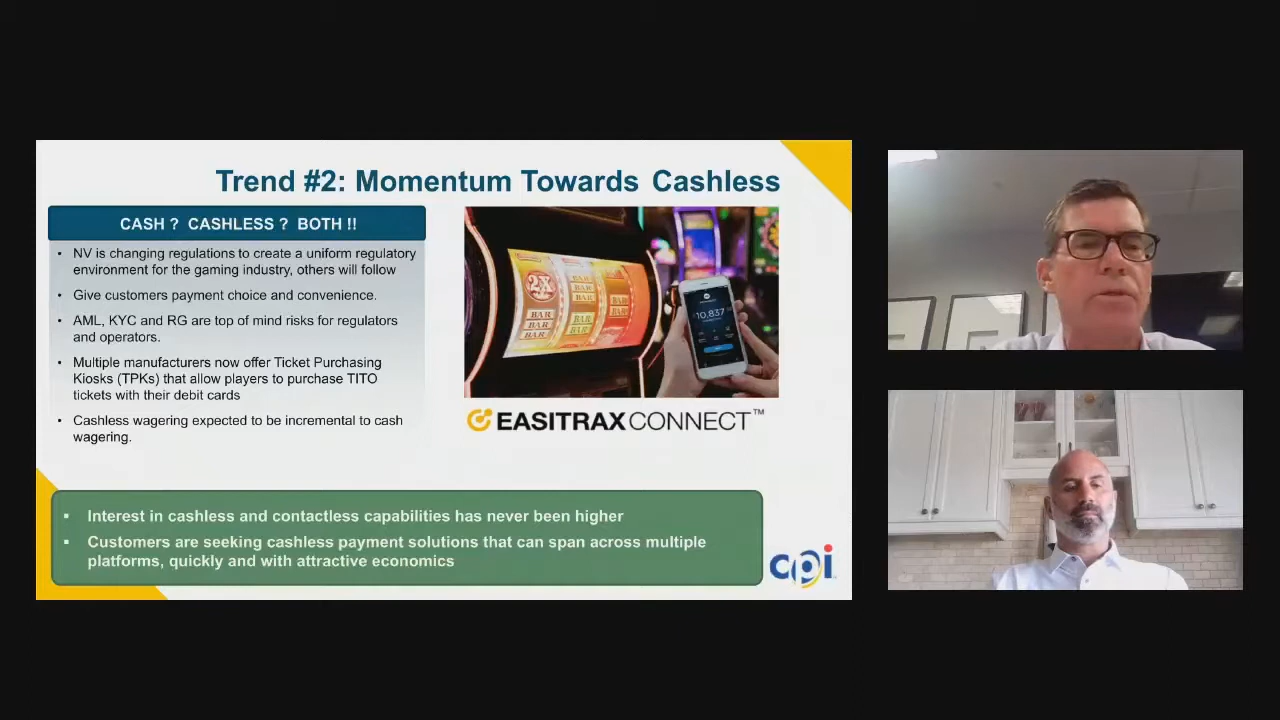 Trend #2: Momentum Towards Cashless
CASH ? CASHLESS ? BOTH !!
• NV is changing regulations to create a uniform regulatory
environment for the gaming industry, others will follow
• Give customers payment choice and convenience.
• AML, KYC and RG are top of mind risks for regulators
and operators.
• Multiple manufacturers now offer Ticket Purchasing
Kiosks (TPKs) that allow players to purchase TITO
tickets with their debit cards
• Cashless wagering expected to be incremental to cash
wagering.
2X
BAR
BAR
BAR
10,837
EASITRAXCONNECT™
▪ Interest in cashless and contactless capabilities has never been higher
▪ Customers are seeking cashless payment solutions that can span across multiple
platforms, quickly and with attractive economics
cpi